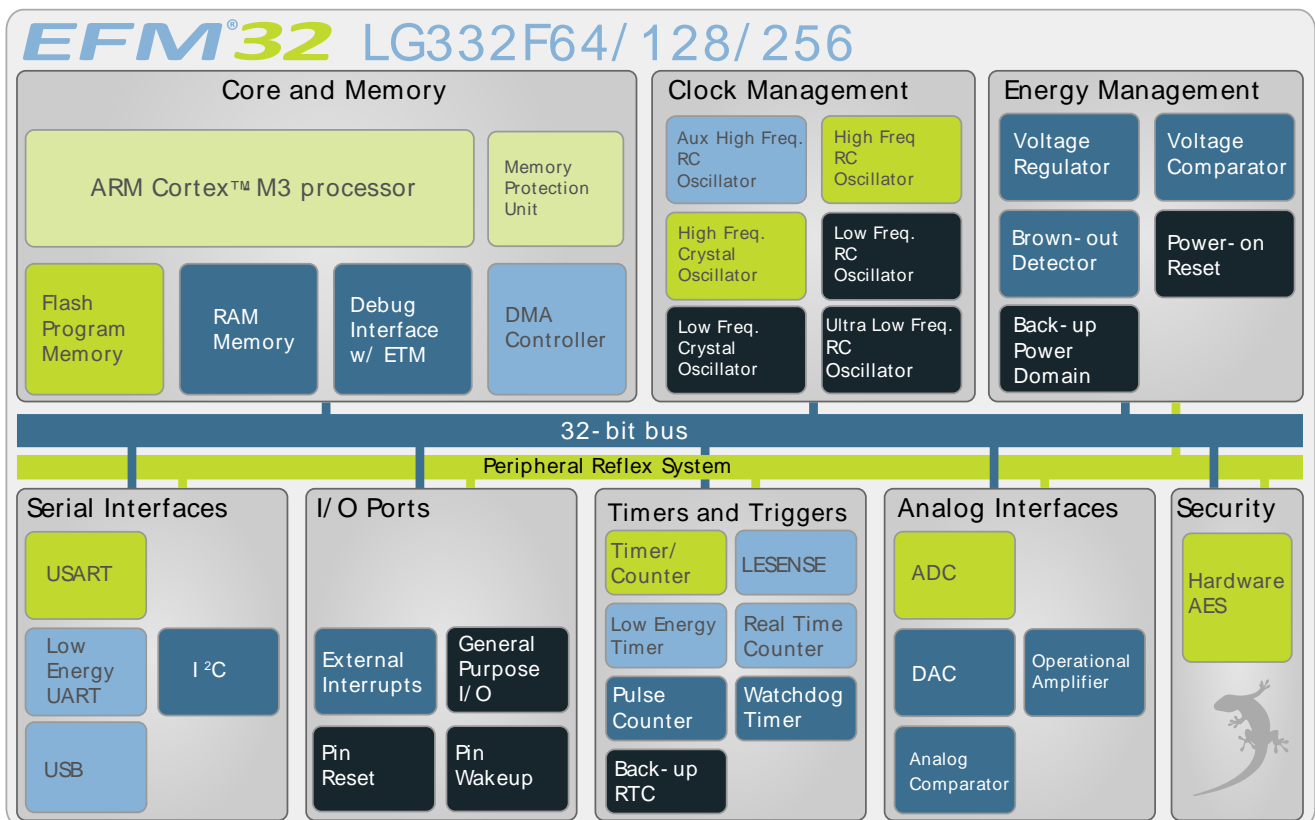 EFM®32 LG332F64/128/256
Core and Memory
ARM Cortex™ M3 processor
Memory
Protection
Unit
Flash
Program
Memory
RAM
Memory
Debug
Interface
w/ ETM
DMA
Controller
Clock Management
Aux High Freq.
RC
Oscillator
High Freq
RC
Oscillator
High Freq.
Crystal
Oscillator
Low Freq.
RC
Oscillator
Low Freq.
Crystal
Oscillator
Ultra Low Freq.
RC
Oscillator
Energy Management
Voltage
Regulator
Voltage
Comparator
Brown-out
Detector
Power-on
Reset
Back-up
Power
Domain
32-bit bus
Peripheral Reflex System
Serial Interfaces
USART
Low
Energy
UART
I²C
USB
I/O Ports
External
Interrupts
General
Purpose
I/O
Pin
Reset
Pin
Wakeup
Timers and Triggers
Timer/
Counter
LESENSE
Low Energy
Timer
Real Time
Counter
Pulse
Counter
Watchdog
Timer
Back-up
RTC
Analog Interfaces
ADC
DAC
Operational
Amplifier
Analog
Comparator
Security
Hardware
AES